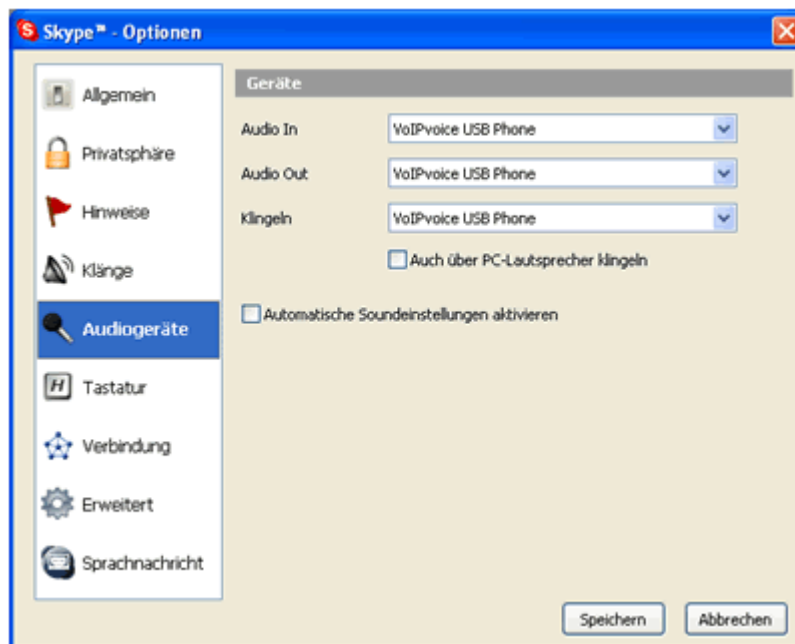 Skype™ - Optionen
Allgemein
Privatsphäre
Hinweise
Klänge
Audiogeräte
Tastatur
Verbindung
Erweitert
Sprachnachricht
Geräte
Audio In
VoIPvoice USB Phone
Audio Out
VoIPvoice USB Phone
Klingeln
VoIPvoice USB Phone
Auch über PC-Lautsprecher klingeln
Automatische Soundeinstellungen aktivieren
Speichern
Abbrechen